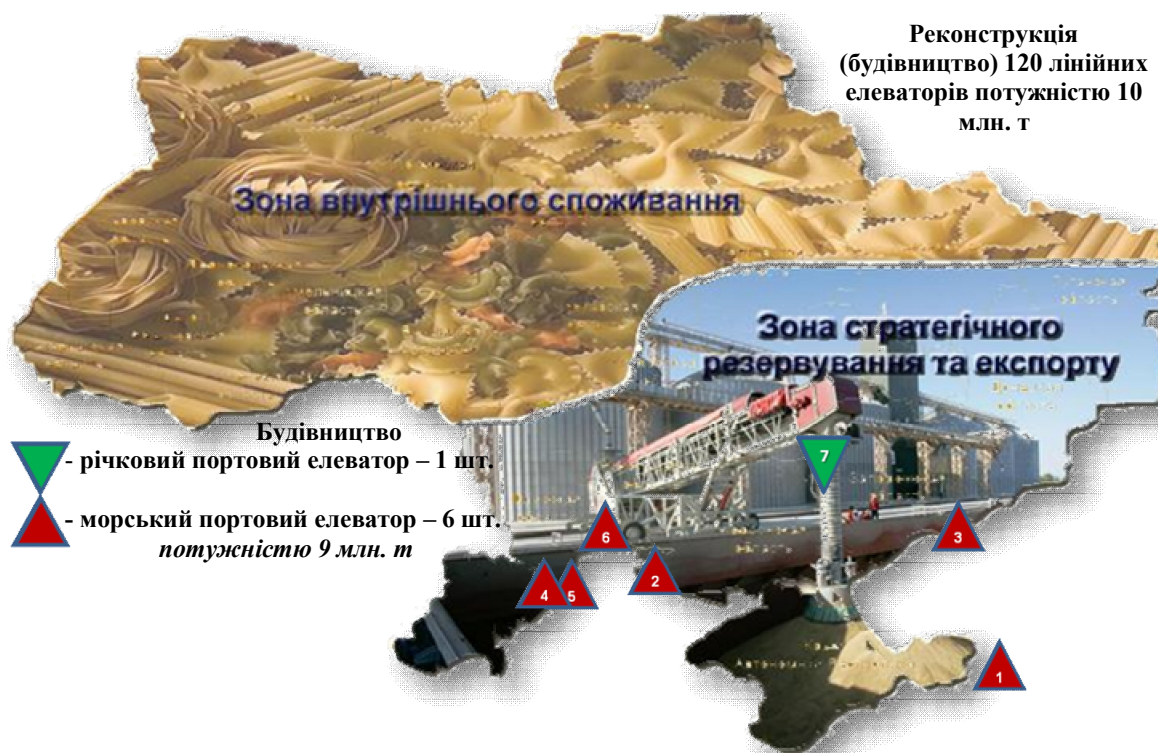 Реконструкція
(будівництво) 120 лінійних
елеваторів потужністю 10
млн. т
Зона внутрішнього споживання
Зона стратегічного
резервування та експорту
Будівництво
- річковий портовий елеватор – 1 шт.
- морський портовий елеватор – 6 шт.
потужністю 9 млн. т
7
6
3
2
4
5
1